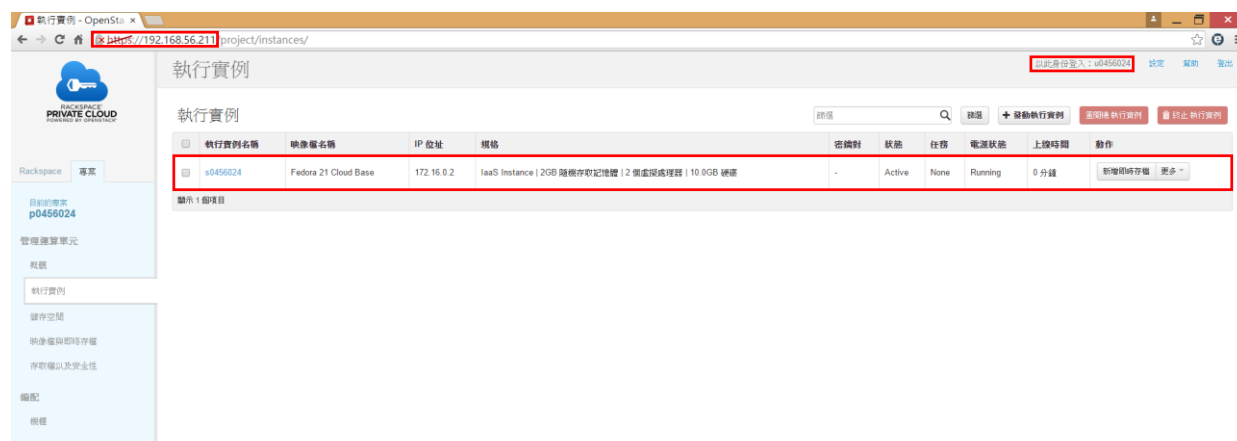 執行實例 - OpenSta ×
https://192.168.56.211/project/instances/
RACKSPACE
PRIVATE CLOUD
POWERED BY OPENSTACK
執行實例
以此身份登入：u0456024 設定 幫助 登出
執行實例
篩選 篩選 + 發動執行實例 重開機 執行實例 終止 執行實例
執行實例名稱 映像檔名稱 IP 位址 規格 密鑰對 狀態 任務 電源狀態 上線時間 動作
s0456024 Fedora 21 Cloud Base 172.16.0.2 IaaS Instance | 2GB 隨機存取記憶體 | 2 個虛擬處理器 | 10.0GB 硬碟 - Active None Running 0 分鐘 新增即時存檔 更多
顯示 1 個項目
Rackspace 專案
目前的專案
p0456024
管理運算單元
概觀
執行實例
儲存空間
映像檔與即時存檔
存取權以及安全性
編配
機櫃